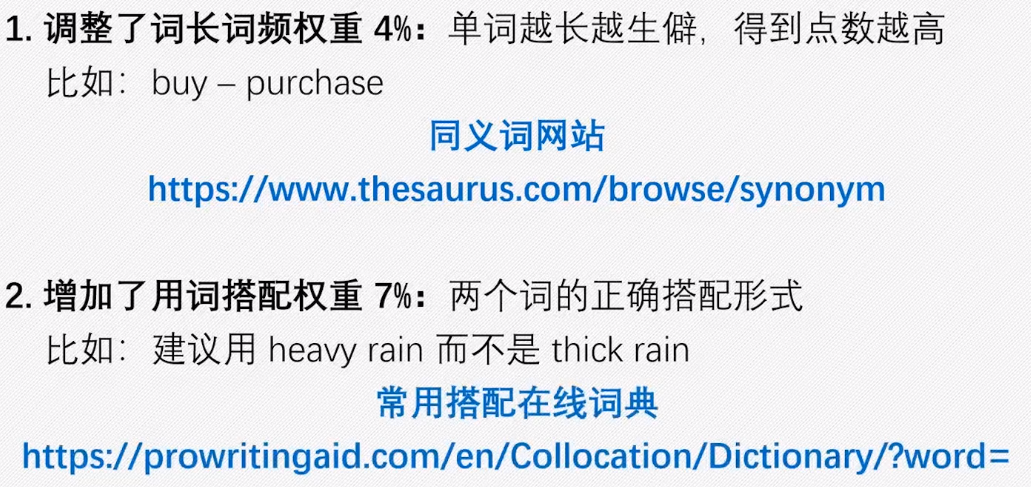 1. 调整了词长词频权重 4%：单词越长越生僻，得到点数越高
比如：buy – purchase
同义词网站
https://www.thesaurus.com/browse/synonym
2. 增加了用词搭配权重 7%：两个词的正确搭配形式
比如：建议用 heavy rain 而不是 thick rain
常用搭配在线词典
https://prowritingaid.com/en/Collocation/Dictionary/?word=